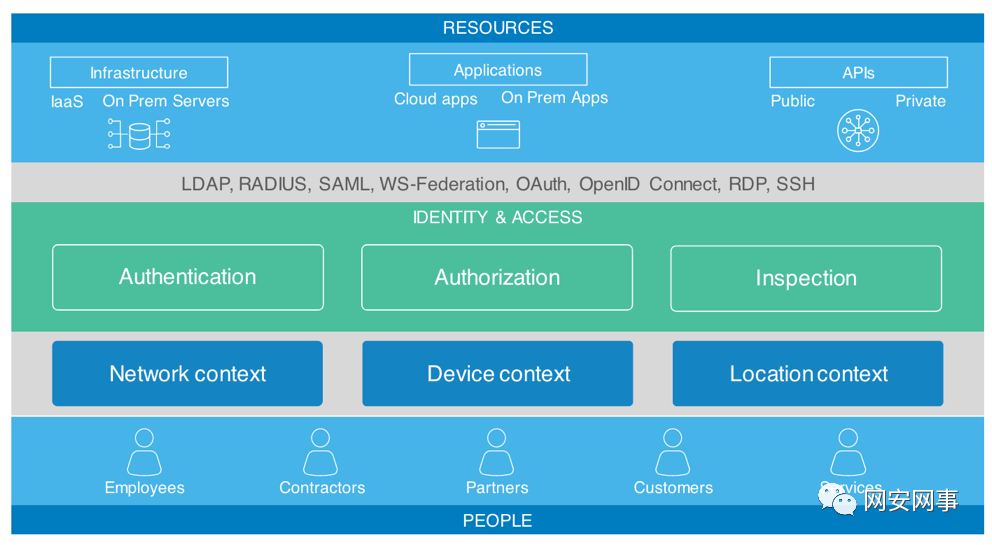 RESOURCES
Infrastructure
Applications
APIs
IaaS
On Prem Servers
Cloud apps
On Prem Apps
Public
Private
LDAP, RADIUS, SAML, WS-Federation, OAuth, OpenID Connect, RDP, SSH
IDENTITY & ACCESS
Authentication
Authorization
Inspection
Network context
Device context
Location context
Employees
Contractors
Partners
Customers
Services
网安网事
PEOPLE